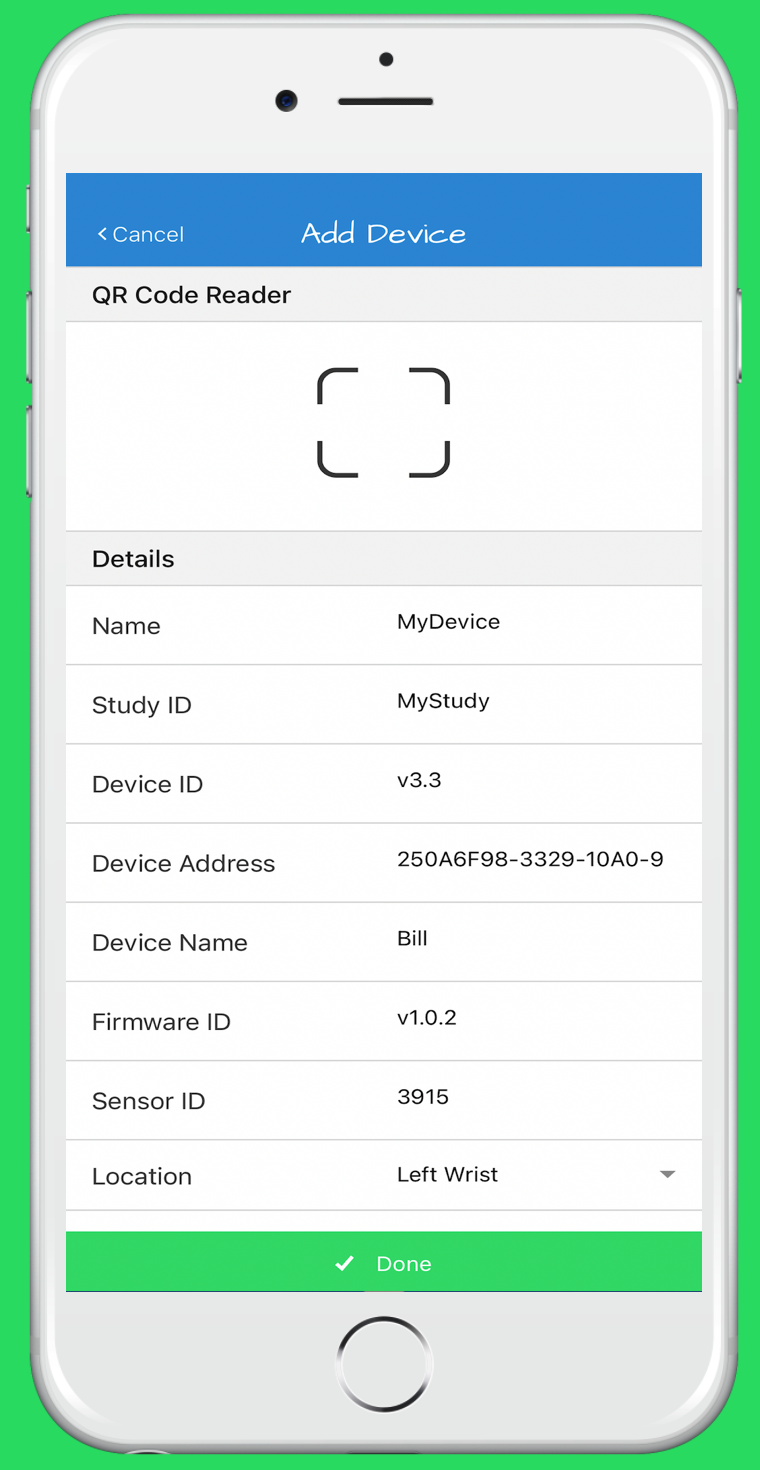 Cancel
Add Device
QR Code Reader
Details
Name MyDevice
Study ID MyStudy
Device ID v3.3
Device Address 250A6F98-3329-10A0-9
Device Name Bill
Firmware ID v1.0.2
Sensor ID 3915
Location Left Wrist
Done